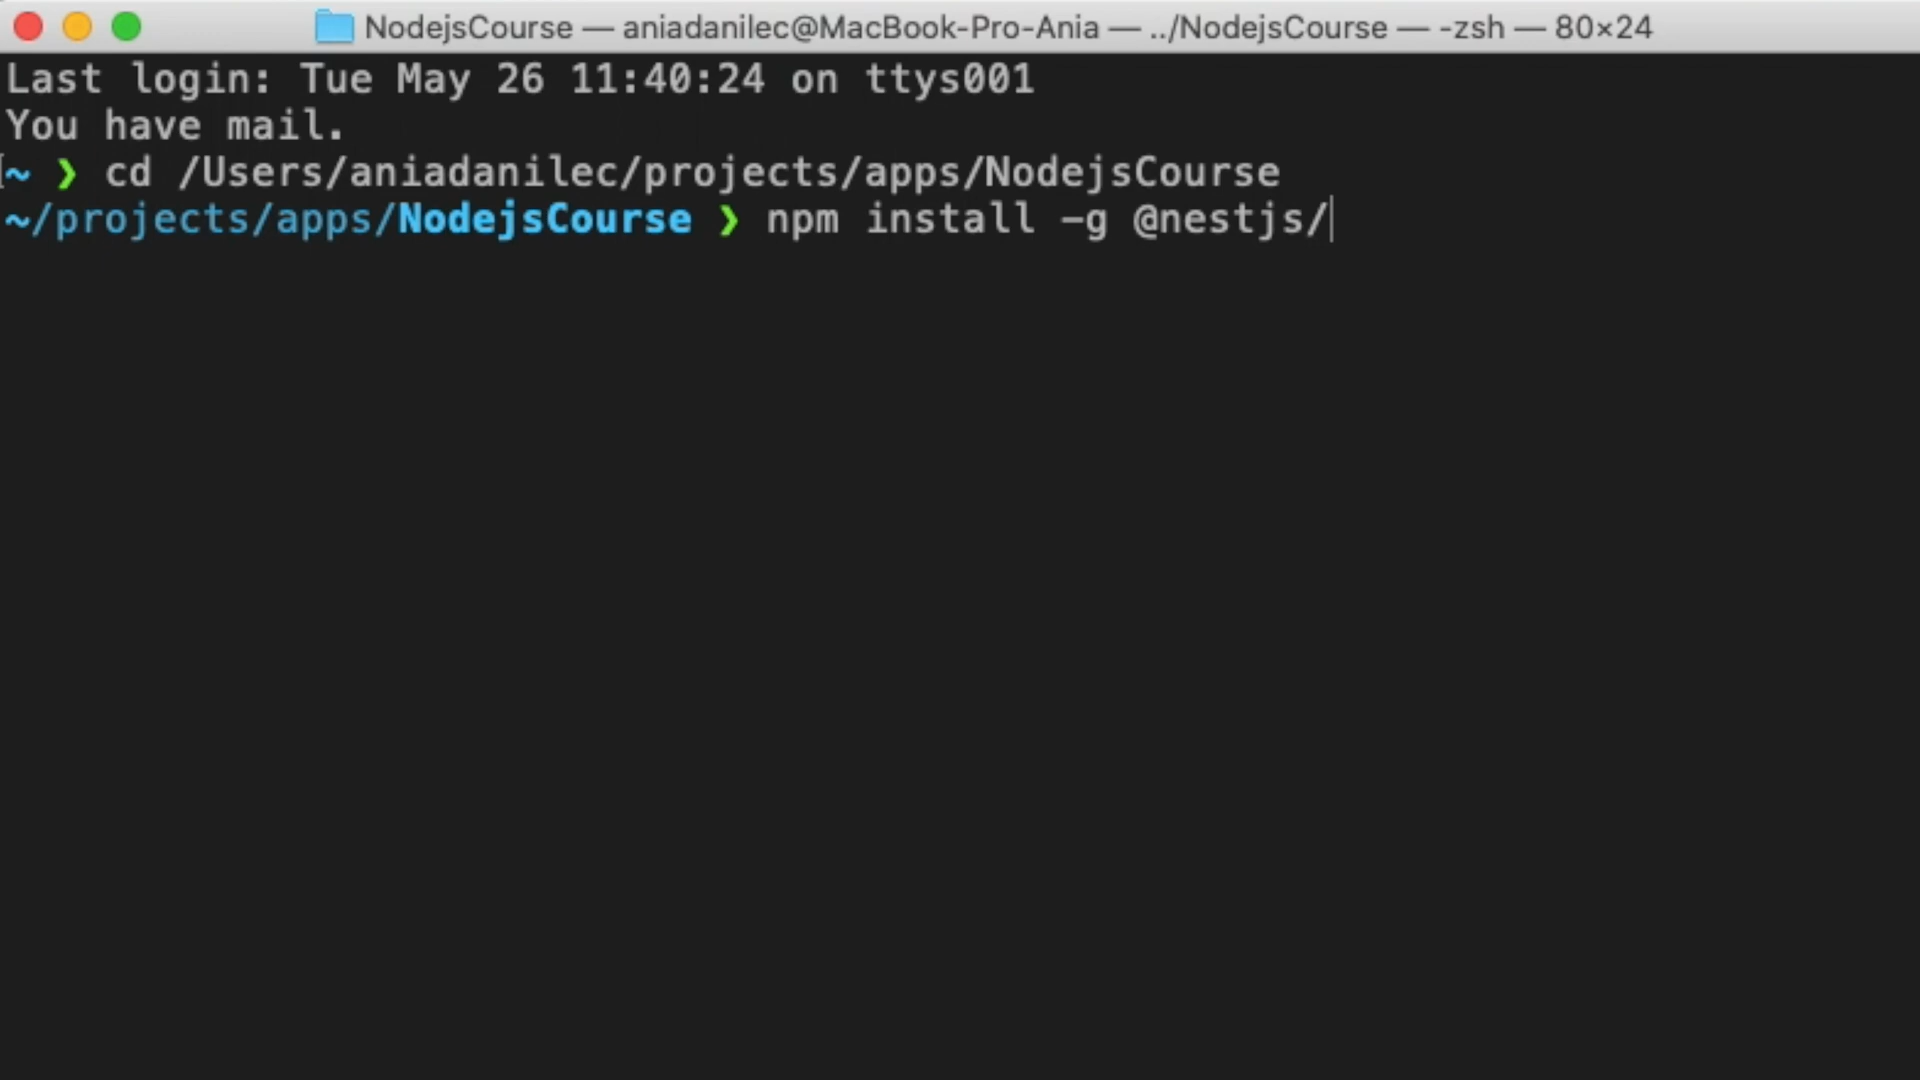 NodejsCourse — aniadanilec@MacBook-Pro-Ania — ../NodejsCourse — -zsh — 80×24
Last login: Tue May 26 11:40:24 on ttys001
You have mail.
~ ❯ cd /Users/aniadanilec/projects/apps/NodejsCourse
~/projects/apps/NodejsCourse ❯ npm install -g @nestjs/